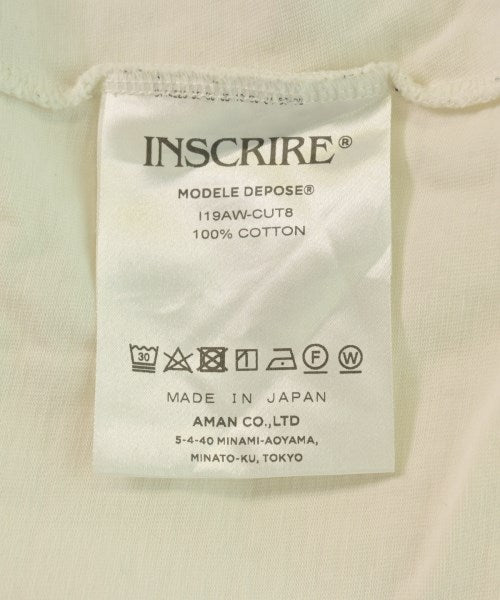 INSCRIRE®
MODELE DEPOSE®
I19AW-CUT8
100% COTTON
30 F W
MADE IN JAPAN
AMAN CO.,LTD
5-4-40 MINAMI-AOYAMA,
MINATO-KU, TOKYO